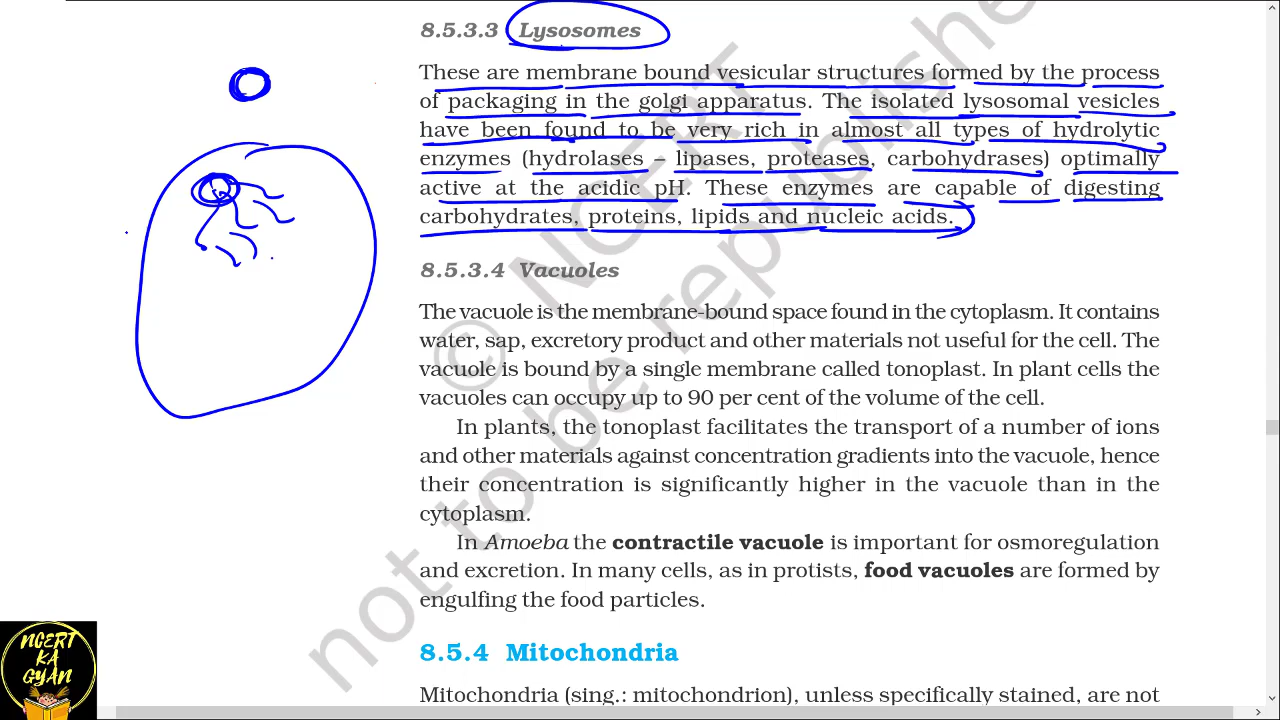 8.5.3.3 Lysosomes
These are membrane bound vesicular structures formed by the process
of packaging in the golgi apparatus. The isolated lysosomal vesicles
have been found to be very rich in almost all types of hydrolytic
enzymes (hydrolases – lipases, proteases, carbohydrases) optimally
active at the acidic pH. These enzymes are capable of digesting
carbohydrates, proteins, lipids and nucleic acids.
8.5.3.4 Vacuoles
The vacuole is the membrane-bound space found in the cytoplasm. It contains
water, sap, excretory product and other materials not useful for the cell. The
vacuole is bound by a single membrane called tonoplast. In plant cells the
vacuoles can occupy up to 90 per cent of the volume of the cell.
In plants, the tonoplast facilitates the transport of a number of ions
and other materials against concentration gradients into the vacuole, hence
their concentration is significantly higher in the vacuole than in the
cytoplasm.
In Amoeba the contractile vacuole is important for osmoregulation
and excretion. In many cells, as in protists, food vacuoles are formed by
engulfing the food particles.
8.5.4 Mitochondria
Mitochondria (sing.: mitochondrion), unless specifically stained, are not
© NCERT
not to be republishe
NCERT
KA
GYAN